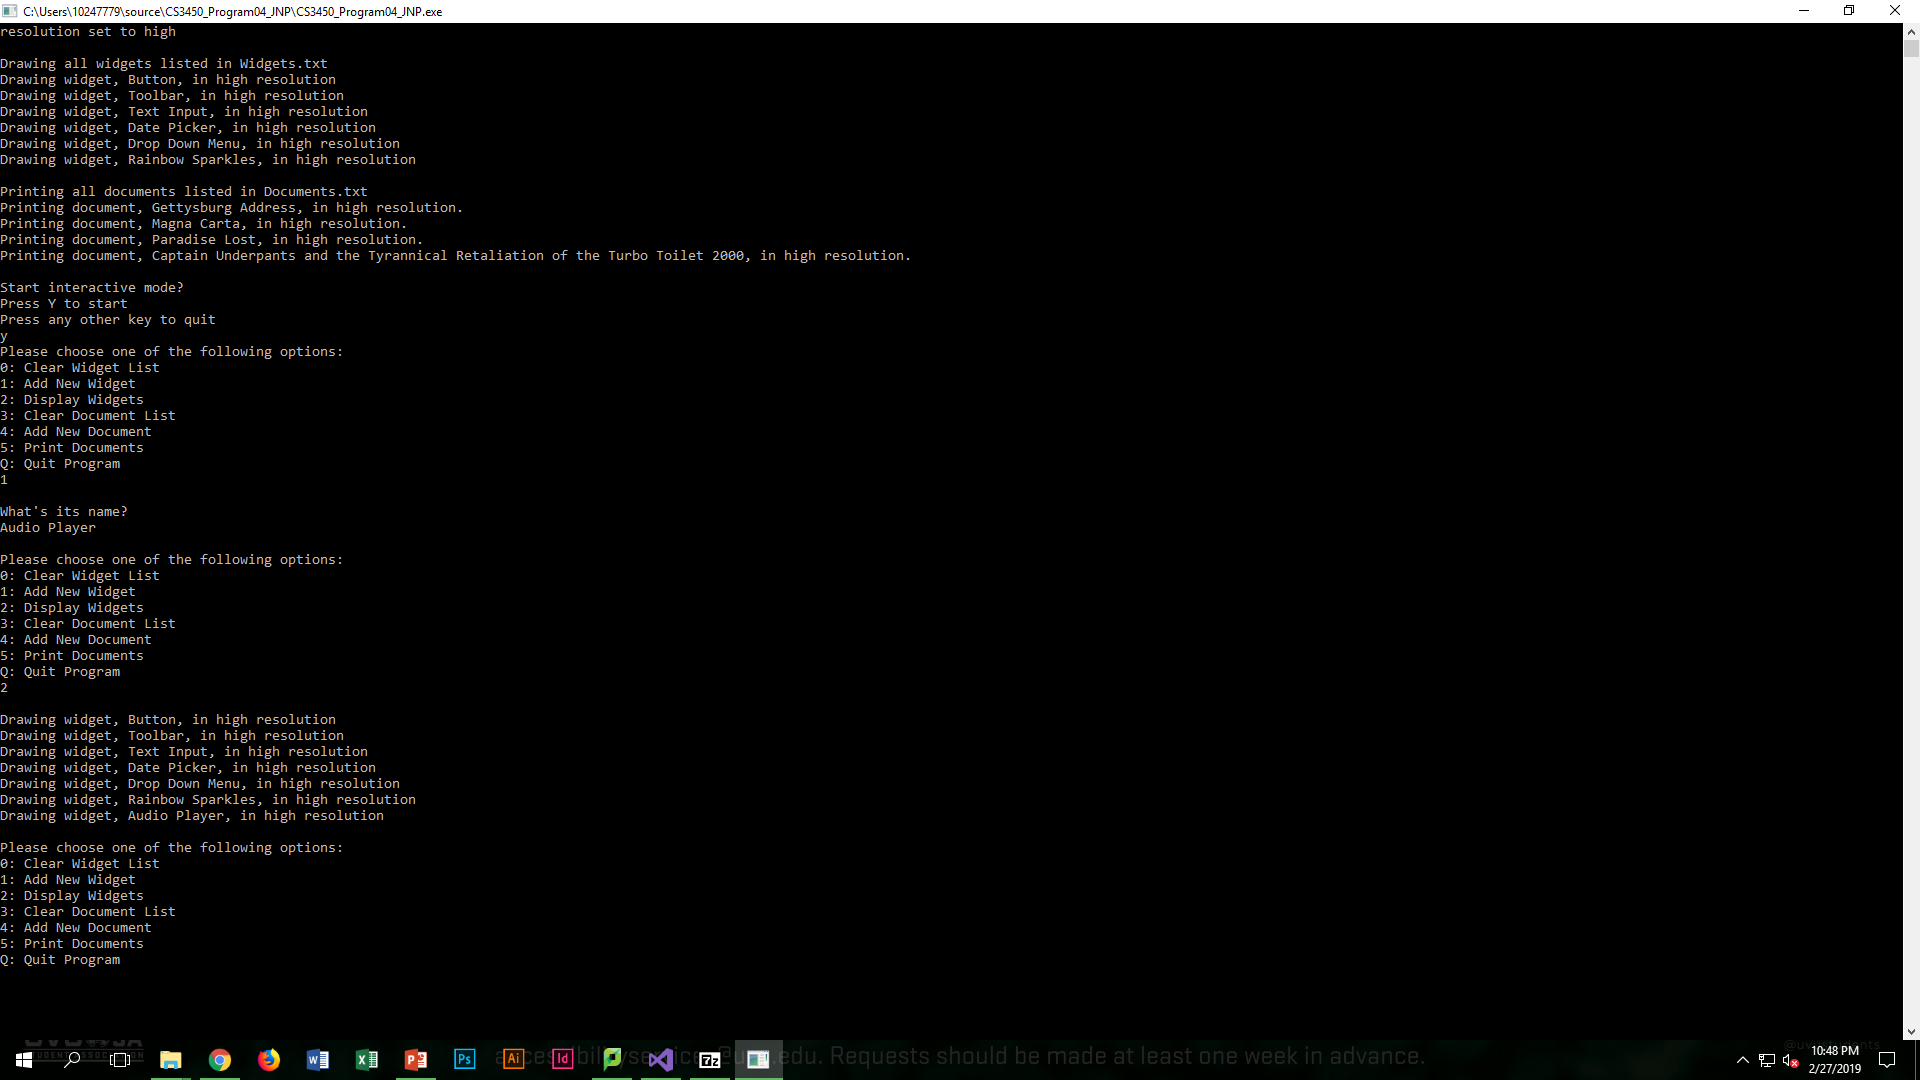 C:\Users\10247779\source\CS3450_Program04_JNP\CS3450_Program04_JNP.exe
resolution set to high
Drawing all widgets listed in Widgets.txt
Drawing widget, Button, in high resolution
Drawing widget, Toolbar, in high resolution
Drawing widget, Text Input, in high resolution
Drawing widget, Date Picker, in high resolution
Drawing widget, Drop Down Menu, in high resolution
Drawing widget, Rainbow Sparkles, in high resolution
Printing all documents listed in Documents.txt
Printing document, Gettysburg Address, in high resolution.
Printing document, Magna Carta, in high resolution.
Printing document, Paradise Lost, in high resolution.
Printing document, Captain Underpants and the Tyrannical Retaliation of the Turbo Toilet 2000, in high resolution.
Start interactive mode?
Press Y to start
Press any other key to quit
y
Please choose one of the following options:
0: Clear Widget List
1: Add New Widget
2: Display Widgets
3: Clear Document List
4: Add New Document
5: Print Documents
Q: Quit Program
1
What's its name?
Audio Player
Please choose one of the following options:
0: Clear Widget List
1: Add New Widget
2: Display Widgets
3: Clear Document List
4: Add New Document
5: Print Documents
Q: Quit Program
2
Drawing widget, Button, in high resolution
Drawing widget, Toolbar, in high resolution
Drawing widget, Text Input, in high resolution
Drawing widget, Date Picker, in high resolution
Drawing widget, Drop Down Menu, in high resolution
Drawing widget, Rainbow Sparkles, in high resolution
Drawing widget, Audio Player, in high resolution
Please choose one of the following options:
0: Clear Widget List
1: Add New Widget
2: Display Widgets
3: Clear Document List
4: Add New Document
5: Print Documents
Q: Quit Program
Ps Ai Id 7z
Requests should be made at least one week in advance.
10:48 PM
2/27/2019